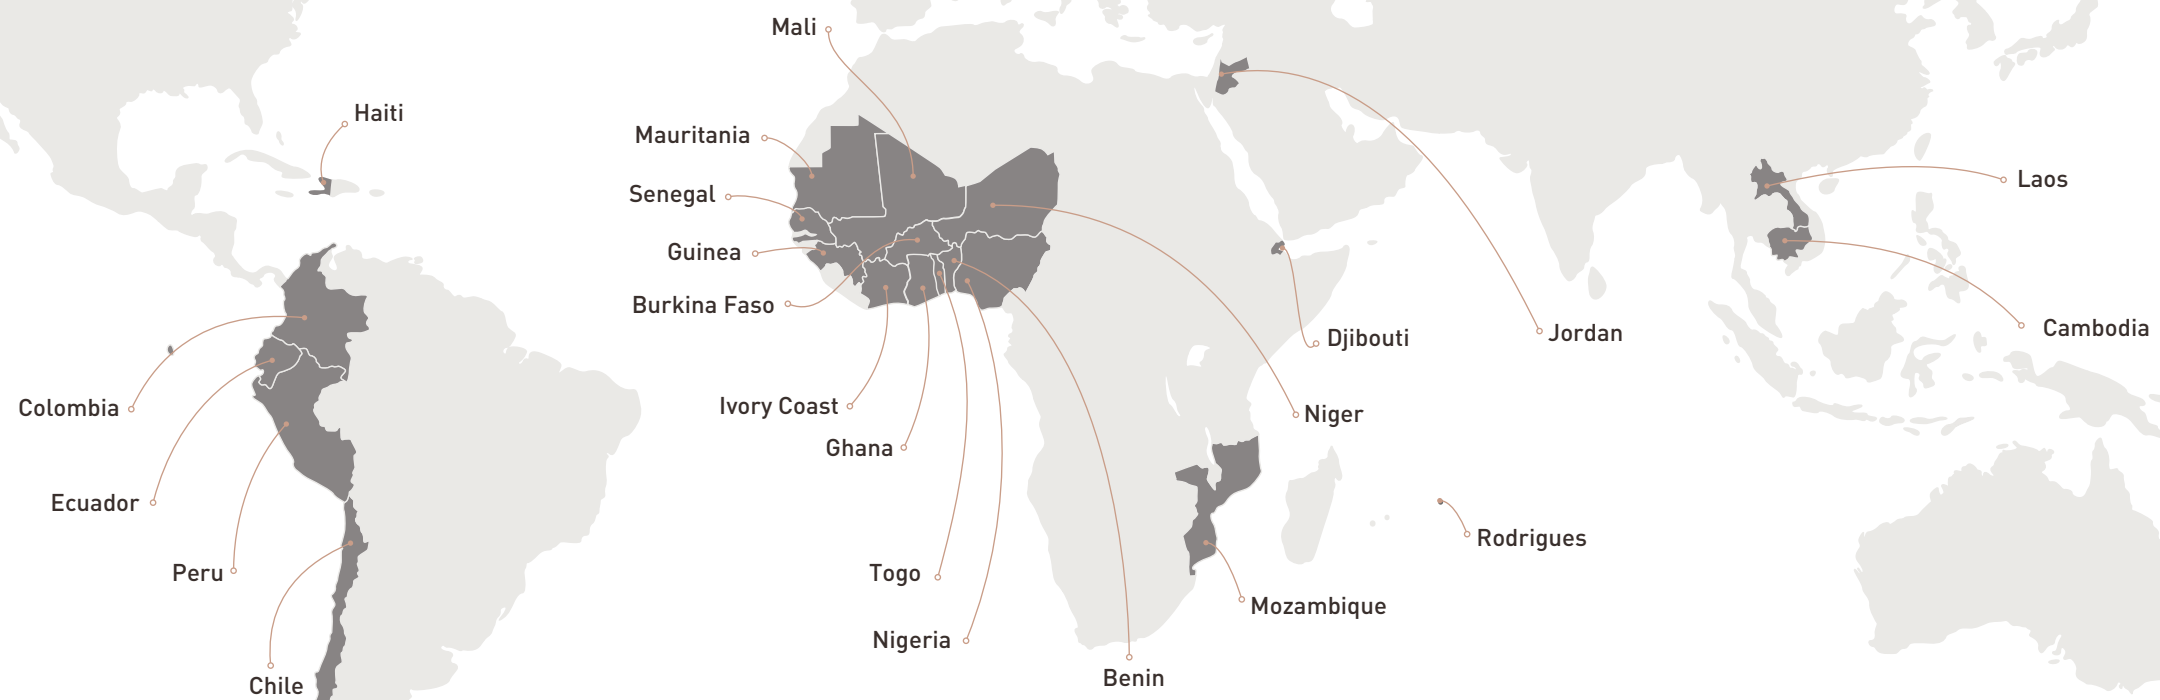 Mali
Haiti
Mauritania
Senegal
Laos
Guinea
Burkina Faso
Cambodia
Jordan
Djibouti
Colombia
Ivory Coast
Niger
Ghana
Ecuador
Rodrigues
Peru
Togo
Mozambique
Nigeria
Benin
Chile